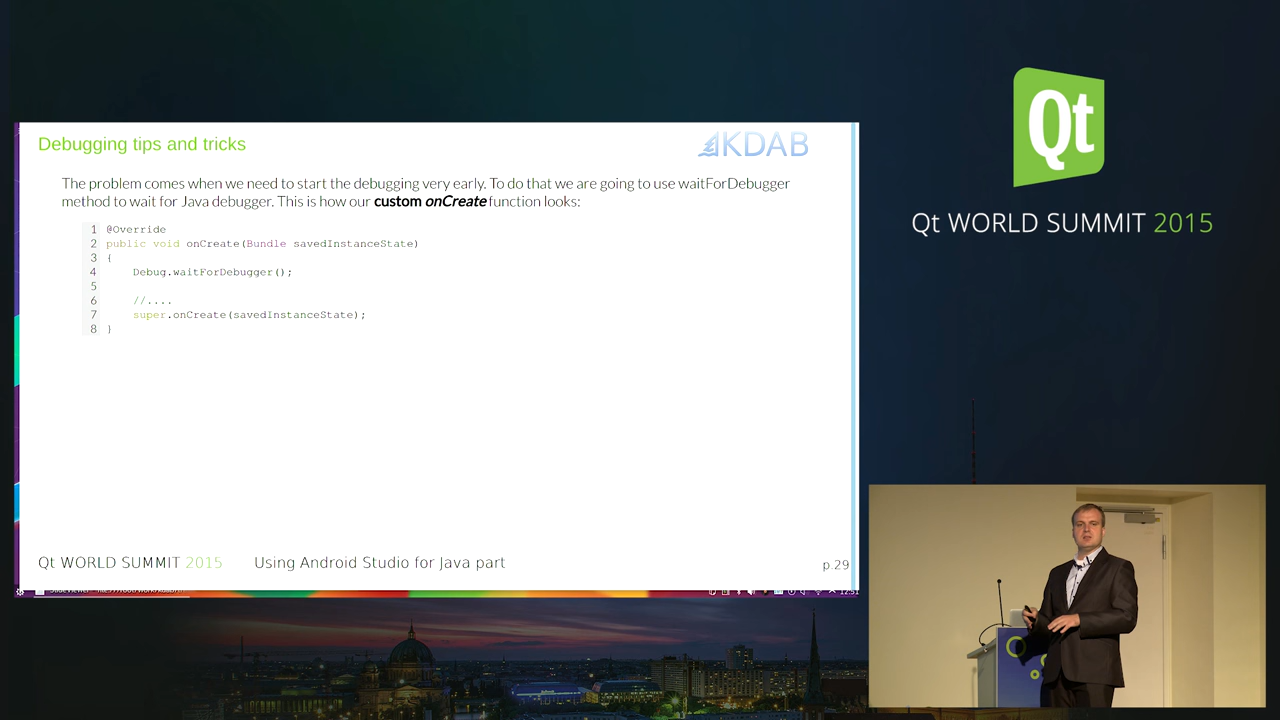 Debugging tips and tricks
KDAB
The problem comes when we need to start the debugging very early. To do that we are going to use waitForDebugger
method to wait for Java debugger. This is how our custom onCreate function looks:
1 @Override
2 public void onCreate(Bundle savedInstanceState)
3 {
4 Debug.waitForDebugger();
5
6 //....
7 super.onCreate(savedInstanceState);
8 }
Qt WORLD SUMMIT 2015 Using Android Studio for Java part p.29
12:51
Qt
Qt WORLD SUMMIT 2015